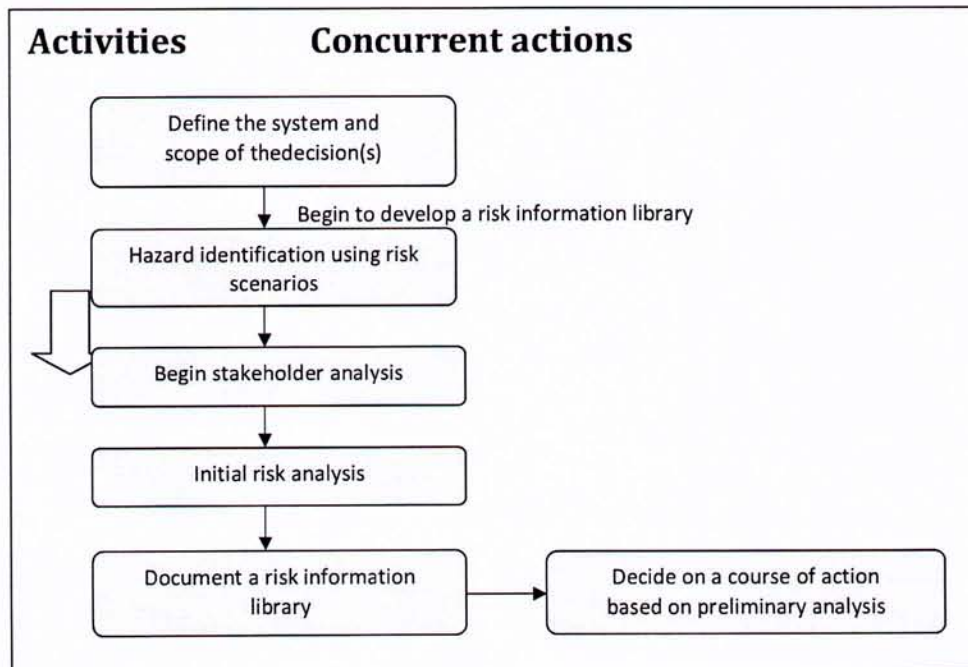 Activities Concurrent actions
Define the system and
scope of thedecision(s)
Begin to develop a risk information library
Hazard identification using risk
scenarios
Begin stakeholder analysis
Initial risk analysis
Document a risk information
library
Decide on a course of action
based on preliminary analysis